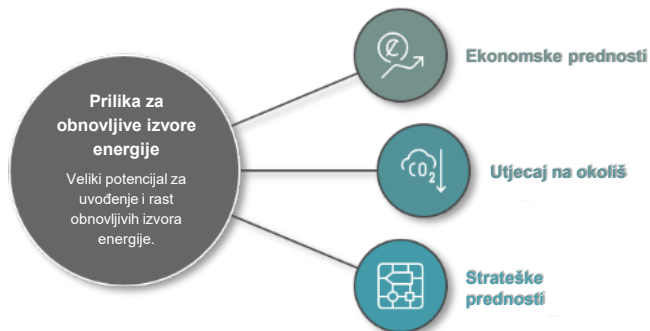 Prilika za
obnovljive izvore
energije
Veliki potencijal za
uvođenje i rast
obnovljivih izvora
energije.
Ekonomske prednosti
CO2
Utjecaj na okoliš
Strateške
prednosti